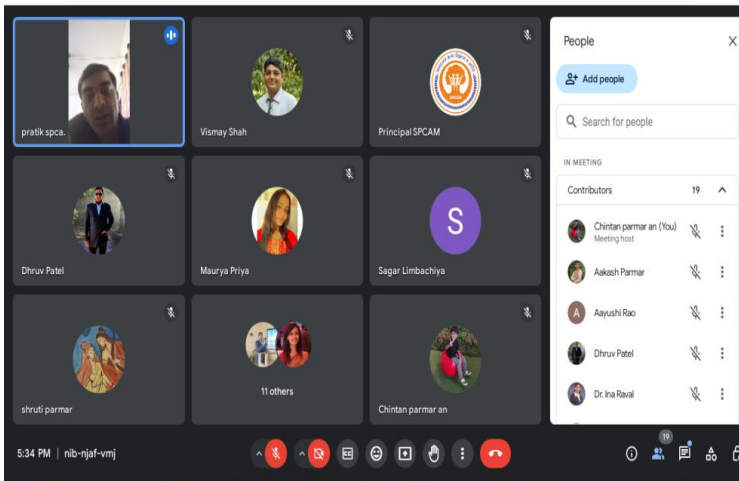 pratik spca.
Vismay Shah
Principal SPCAM
Dhruv Patel
Maurya Priya
S
Sagar Limbachiya
shruti parmar
11 others
Chintan parmar an
5:34 PM | nib-njaf-vmj
CC
19
People
Add people
Search for people
IN MEETING
Contributors 19
Chintan parmar an (You)
Meeting host
Aakash Parmar
A
Aayushi Rao
Dhruv Patel
Dr. Ina Raval